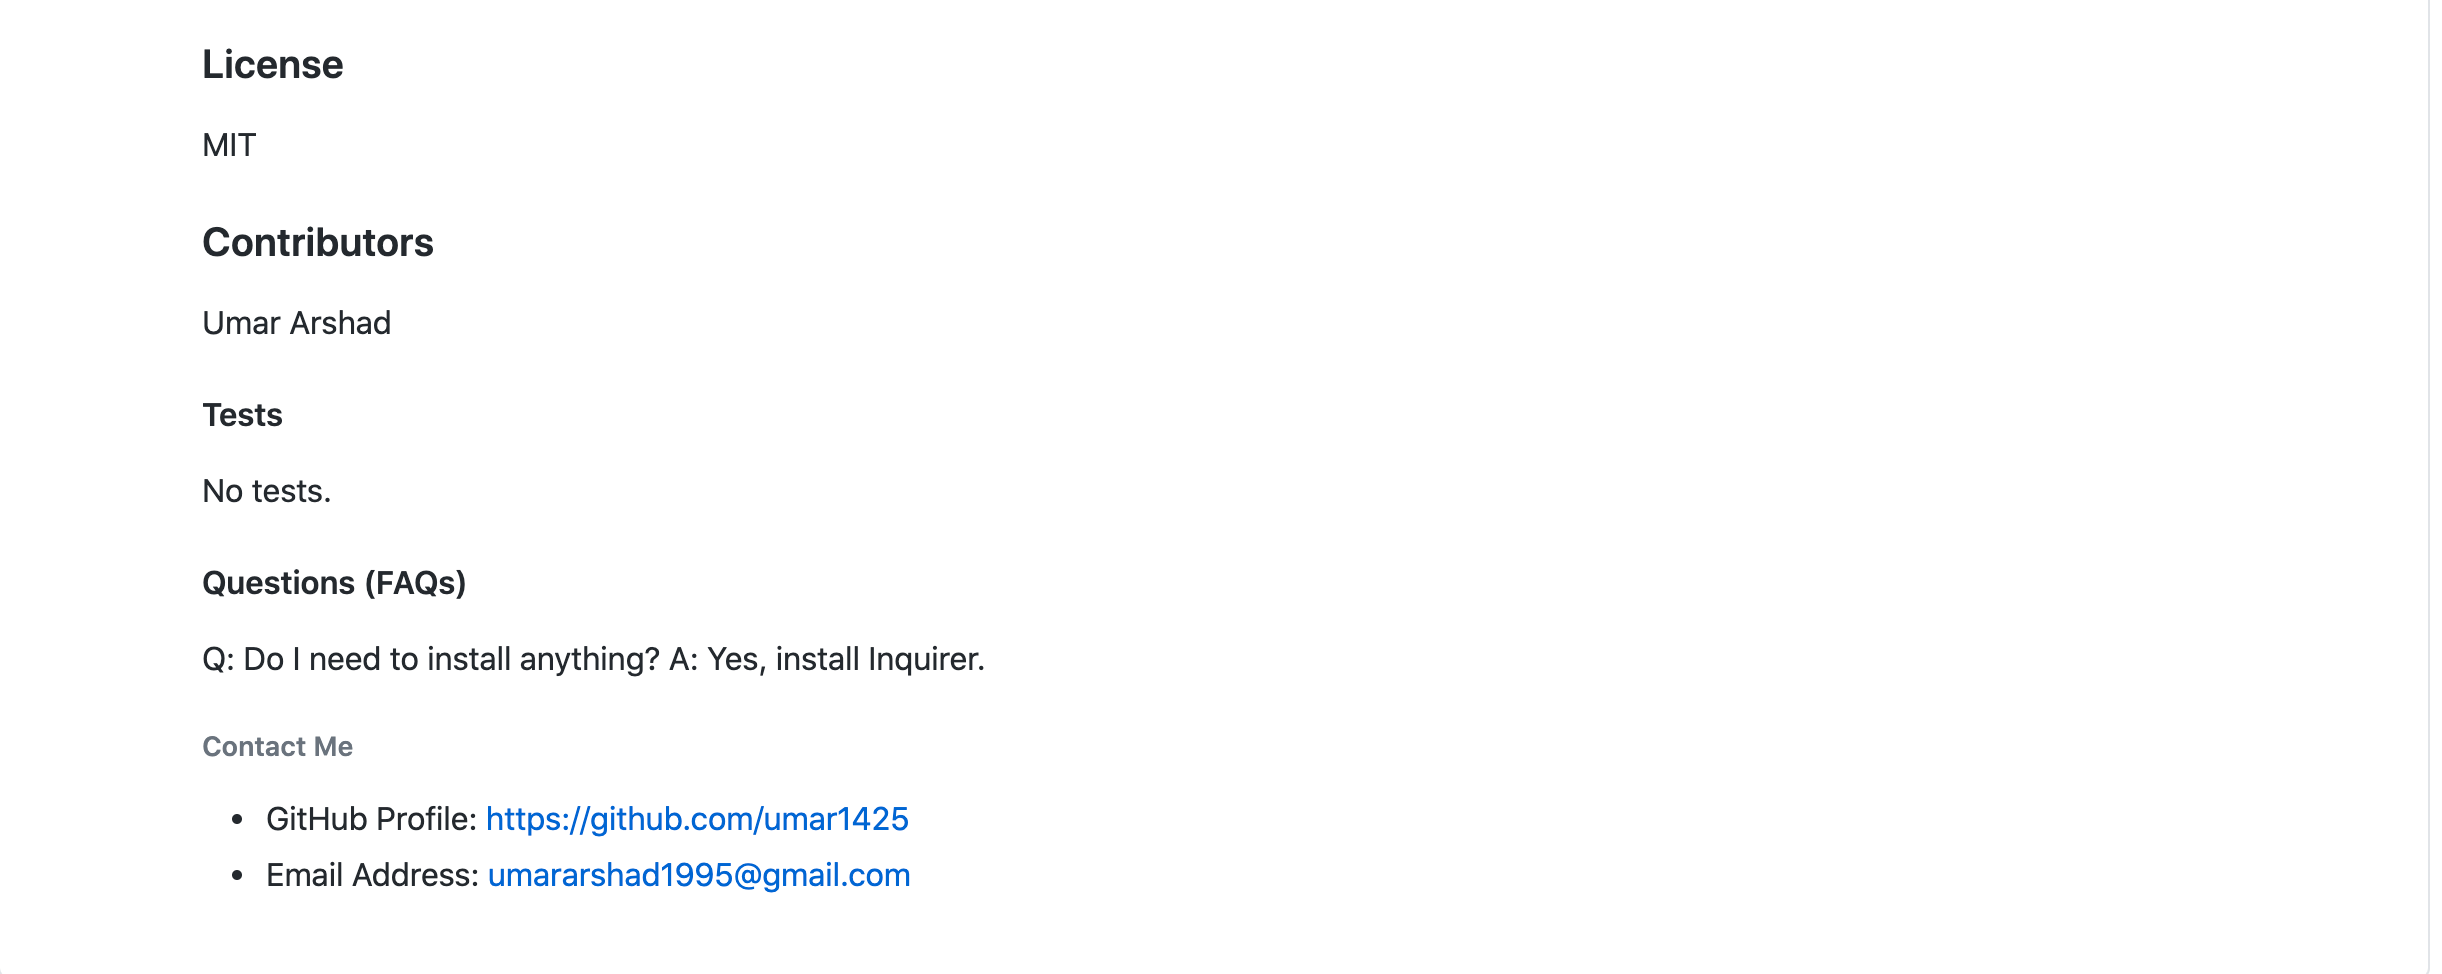 License
MIT
Contributors
Umar Arshad
Tests
No tests.
Questions (FAQs)
Q: Do I need to install anything? A: Yes, install Inquirer.
Contact Me
• GitHub Profile: https://github.com/umar1425
• Email Address: umararshad1995@gmail.com